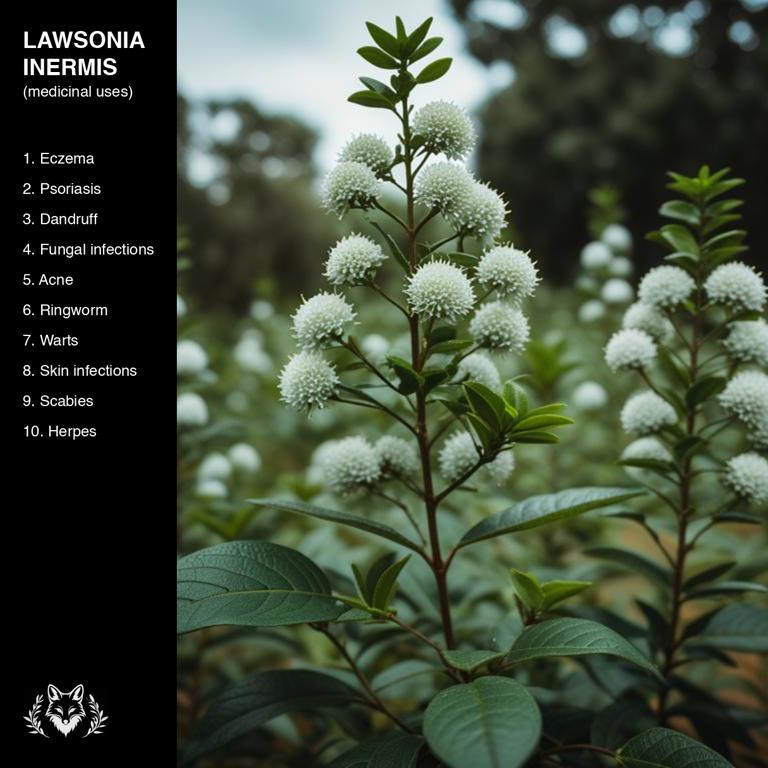 LAWSONIA
INERMIS
(medicinal uses)
1. Eczema
2. Psoriasis
3. Dandruff
4. Fungal infections
5. Acne
6. Ringworm
7. Warts
8. Skin infections
9. Scabies
10. Herpes